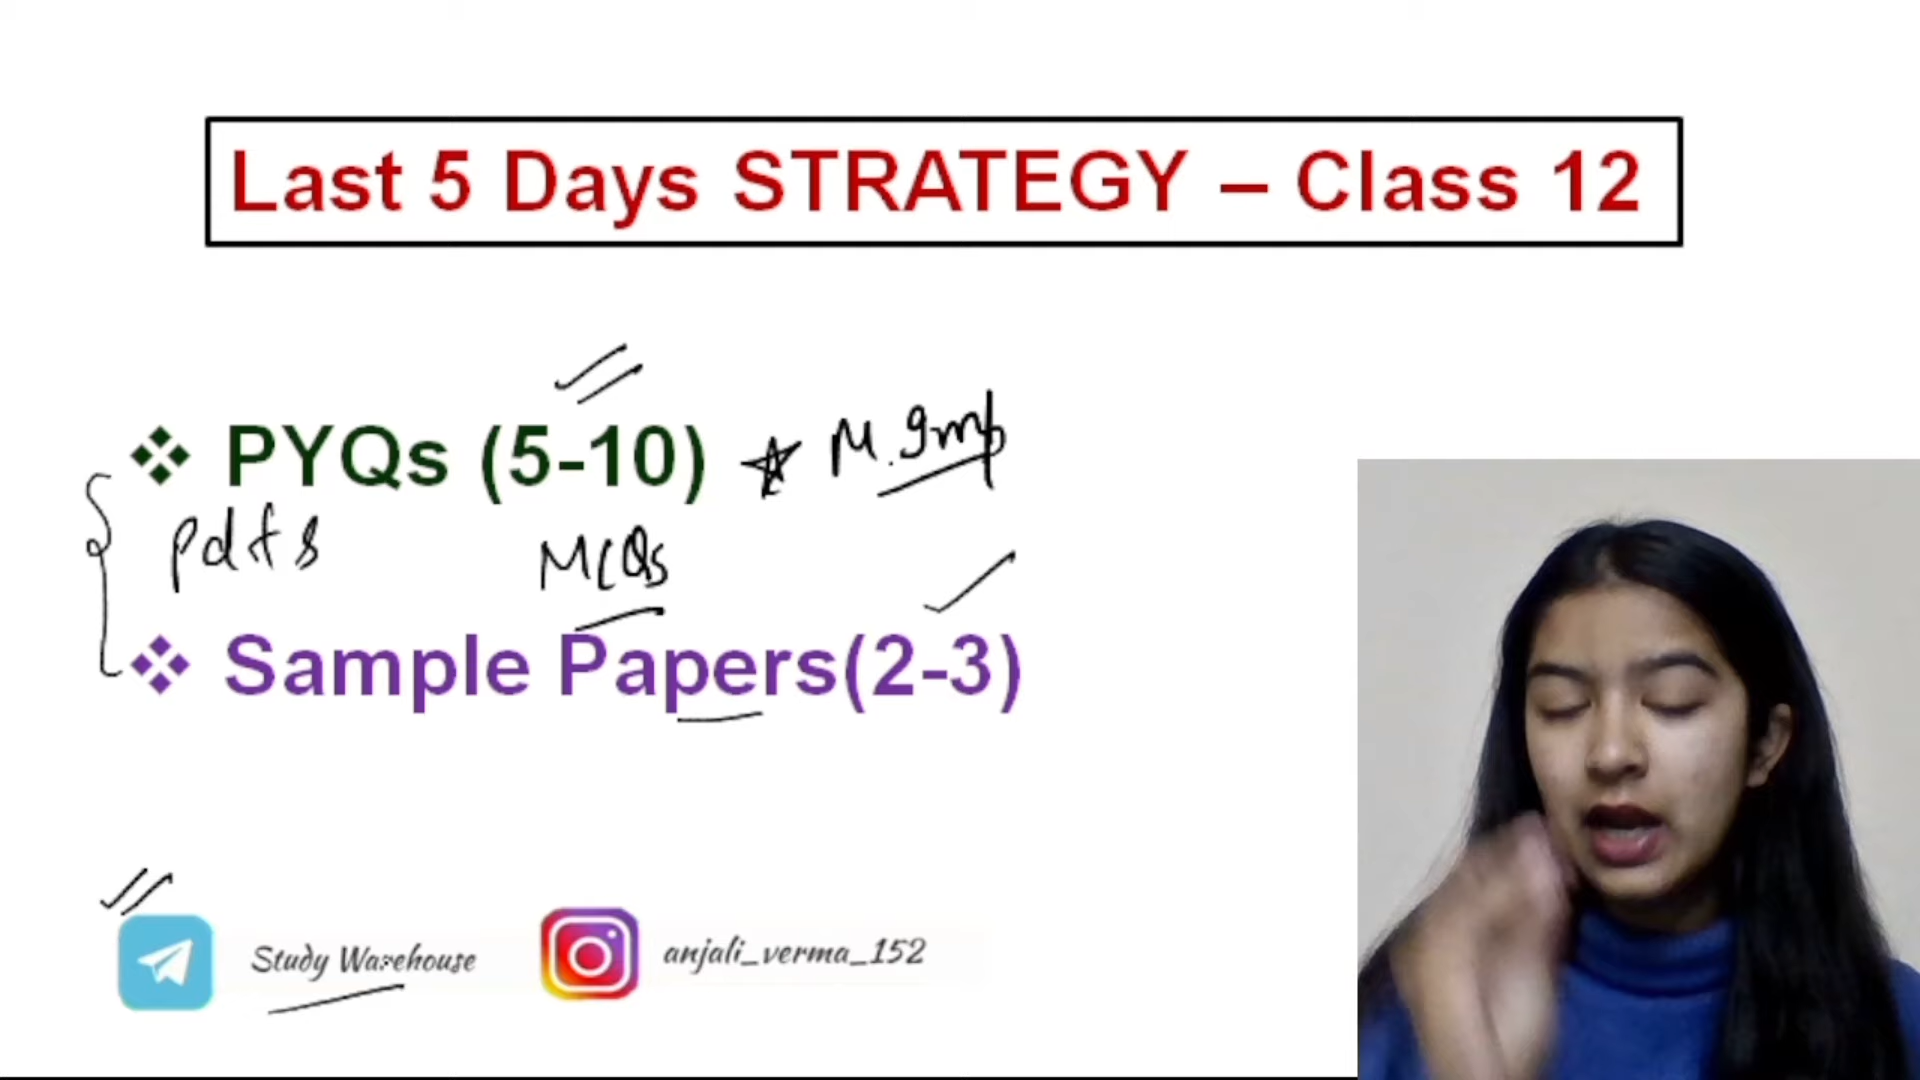 Last 5 Days STRATEGY – Class 12
PYQs (5-10) M.Imp
pdfs MCQs
Sample Papers(2-3)
Study Warehouse anjali_verma_152